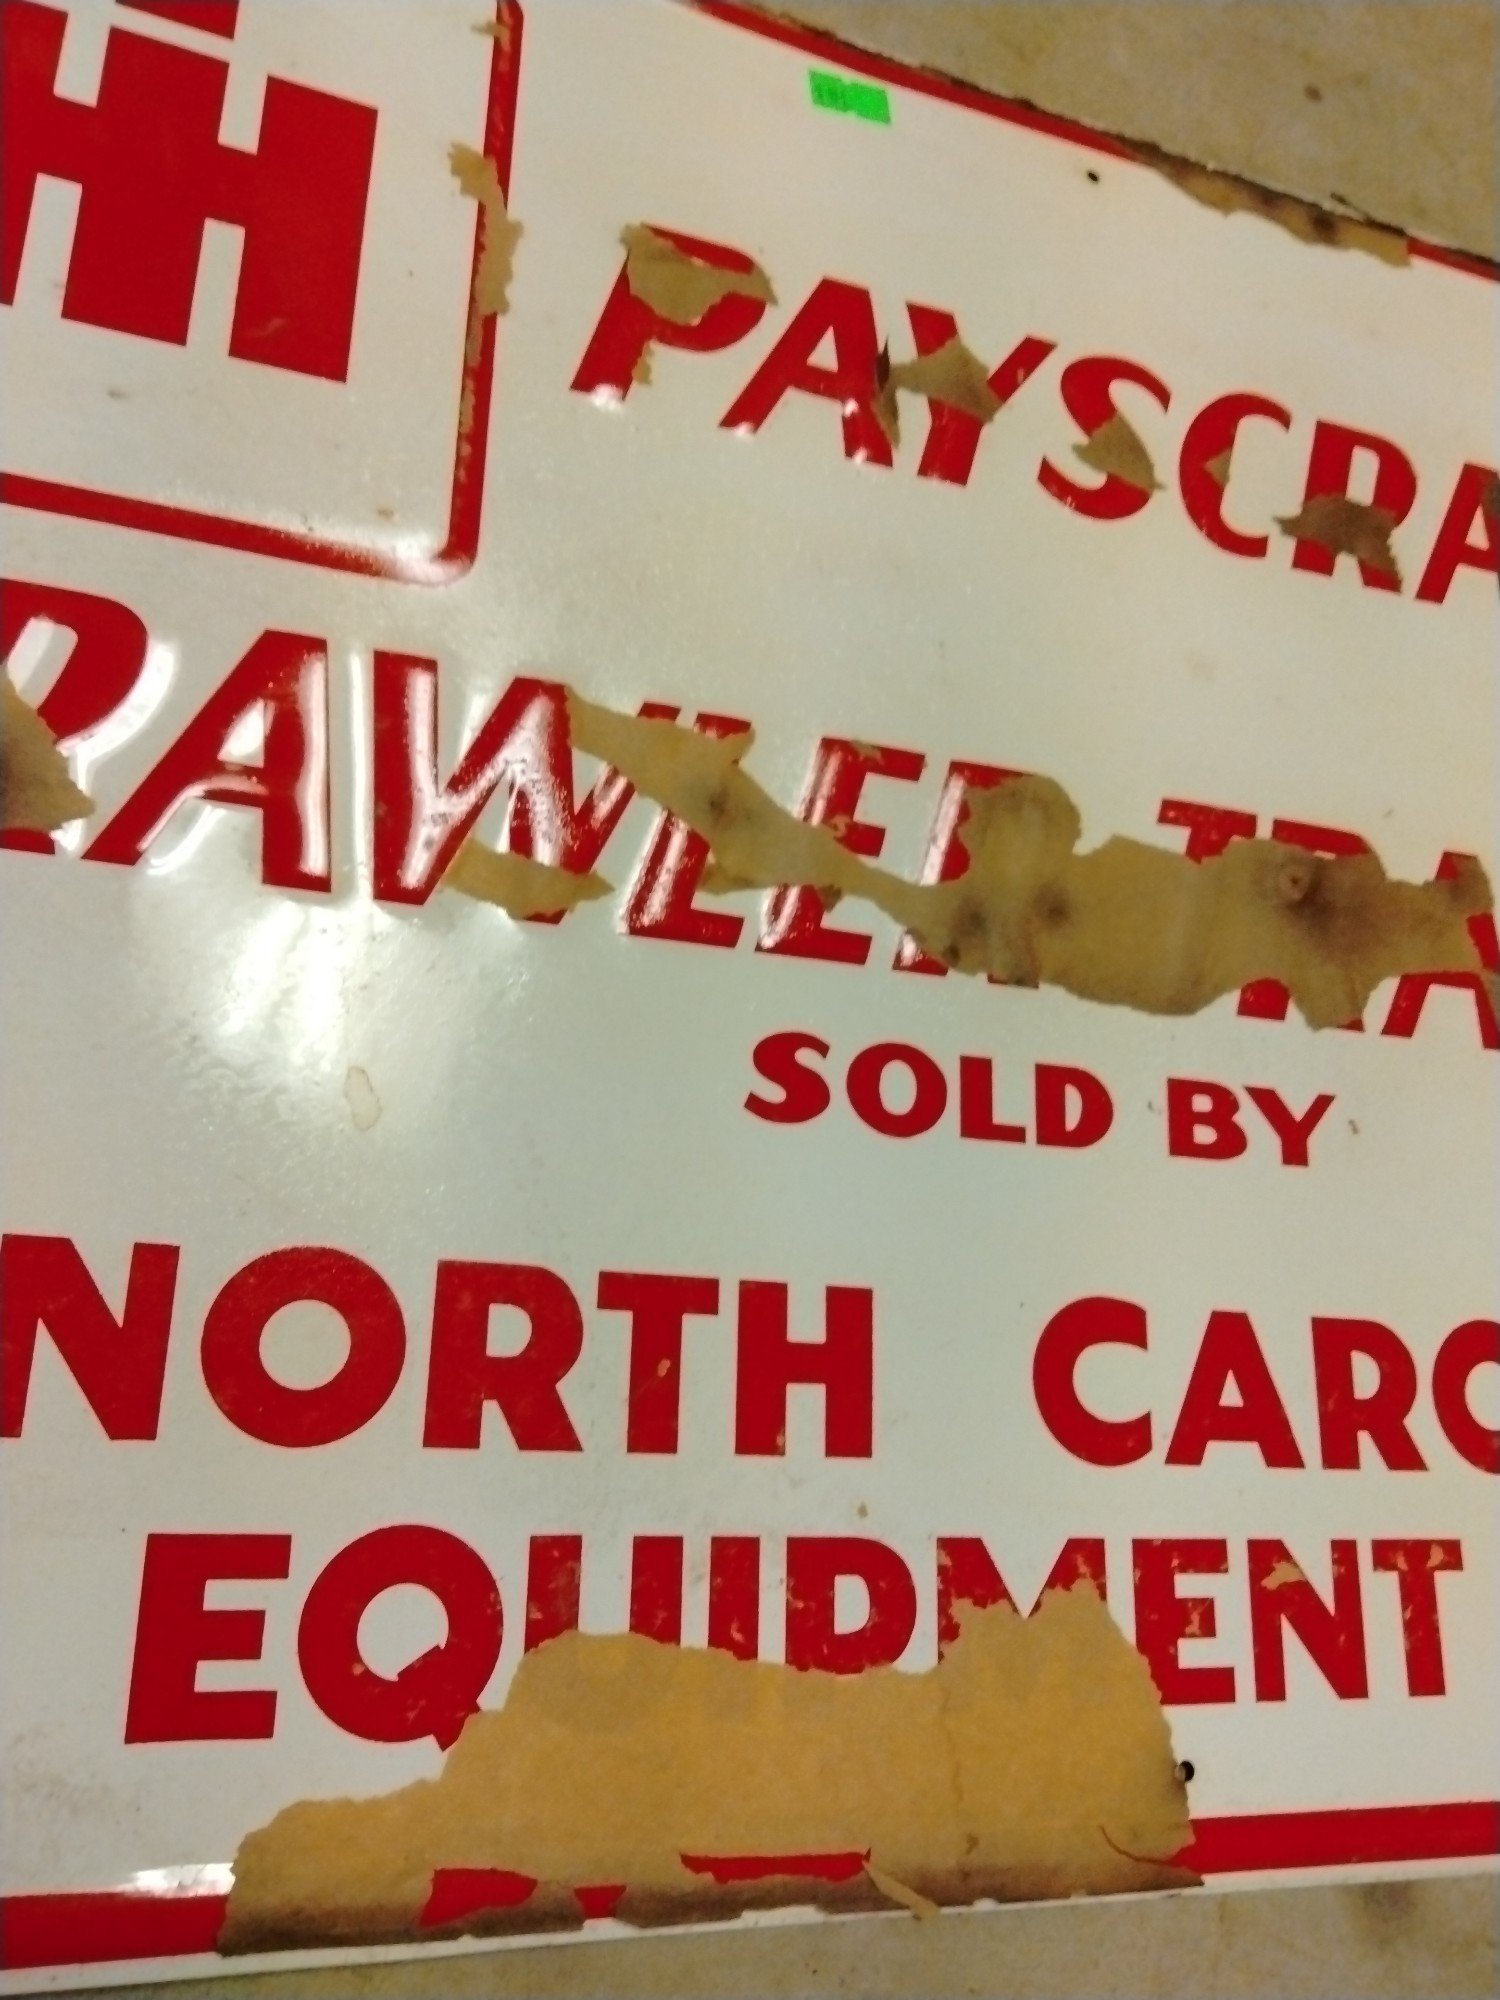 IH
PAYSCRA
RAWLER TRA
SOLD BY
NORTH CARO
EQUIPMENT